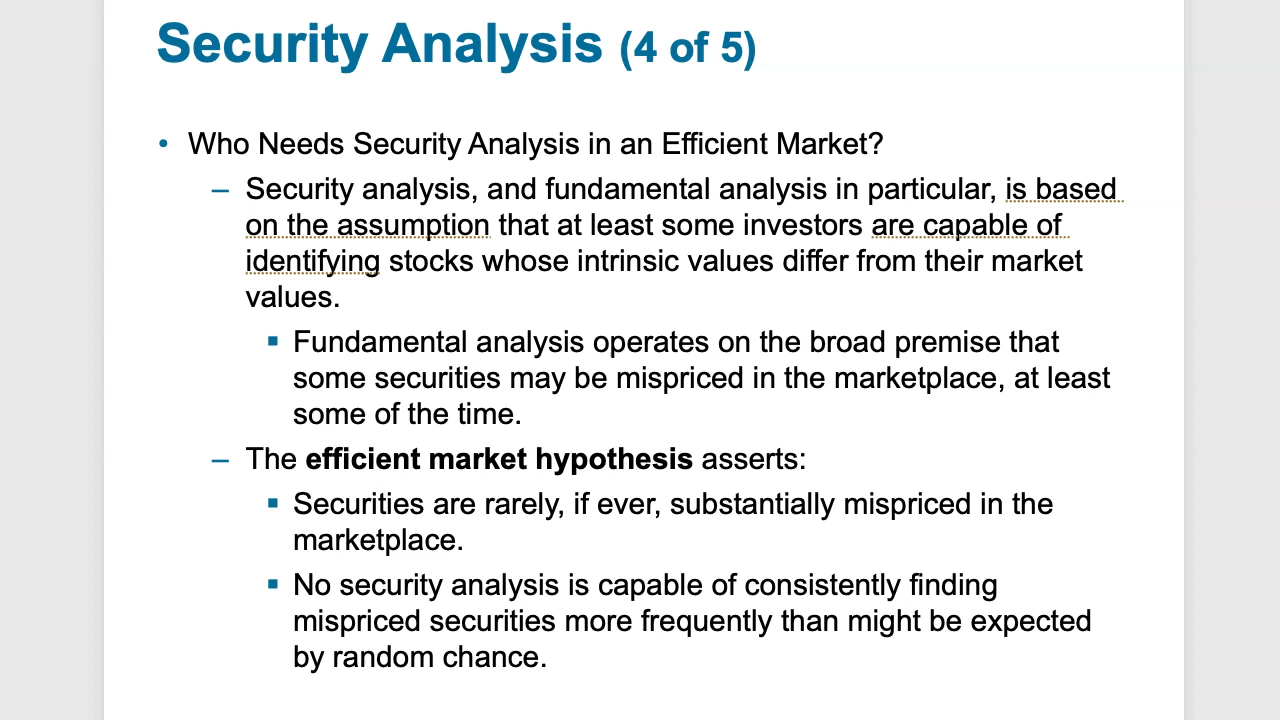 Security Analysis (4 of 5)
• Who Needs Security Analysis in an Efficient Market?
– Security analysis, and fundamental analysis in particular, is based
on the assumption that at least some investors are capable of
identifying stocks whose intrinsic values differ from their market
values.
▪ Fundamental analysis operates on the broad premise that
some securities may be mispriced in the marketplace, at least
some of the time.
– The efficient market hypothesis asserts:
▪ Securities are rarely, if ever, substantially mispriced in the
marketplace.
▪ No security analysis is capable of consistently finding
mispriced securities more frequently than might be expected
by random chance.